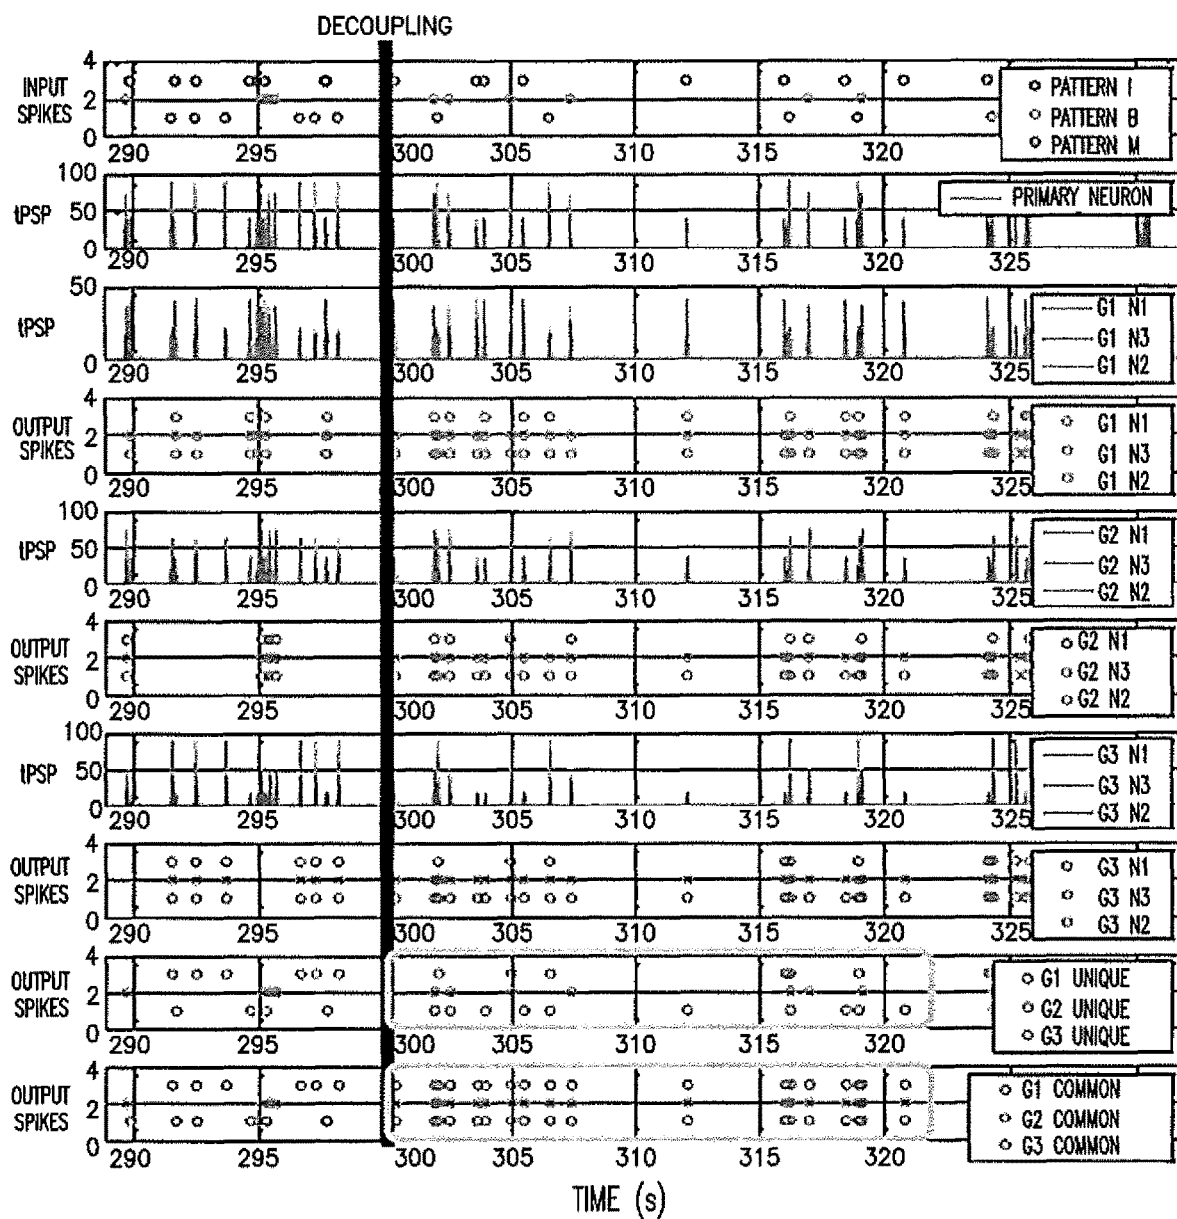 DECOUPLING
INPUT SPIKES
4
2
0
290 295 300 305 310 315 320
PATTERN I
PATTERN B
PATTERN M
tPSP
100
50
0
290 295 300 305 310 315 320 325
PRIMARY NEURON
tPSP
50
0
290 295 300 305 310 315 320 325
G1 N1
G1 N3
G1 N2
OUTPUT SPIKES
4
2
0
290 295 300 305 310 315 320 325
G1 N1
G1 N3
G1 N2
tPSP
100
50
0
290 295 300 305 310 315 320 325
G2 N1
G2 N3
G2 N2
OUTPUT SPIKES
4
2
0
290 295 300 305 310 315 320 325
G2 N1
G2 N3
G2 N2
tPSP
100
50
0
290 295 300 305 310 315 320 325
G3 N1
G3 N3
G3 N2
OUTPUT SPIKES
4
2
0
290 295 300 305 310 315 320 325
G3 N1
G3 N3
G3 N2
OUTPUT SPIKES
4
2
0
290 295 300 305 310 315 320
G1 UNIQUE
G2 UNIQUE
G3 UNIQUE
OUTPUT SPIKES
4
2
0
290 295 300 305 310 315 320
G1 COMMON
G2 COMMON
G3 COMMON
TIME (s)